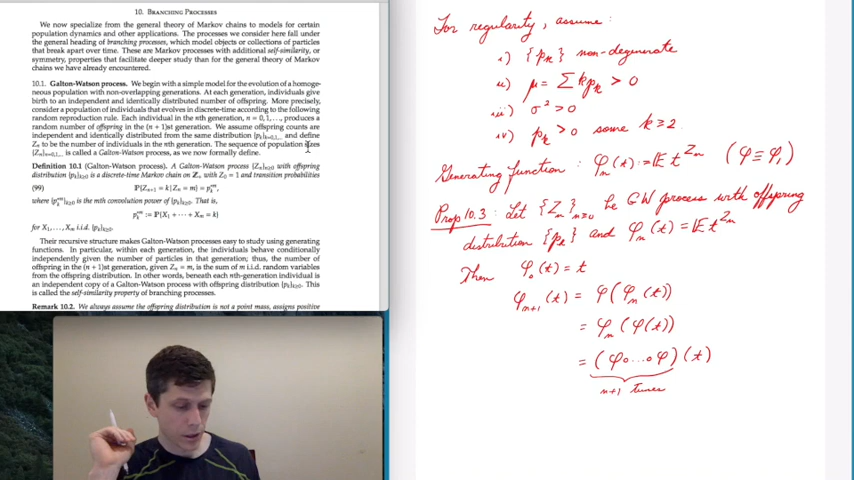 10. BRANCHING PROCESSES
We now specialize from the general theory of Markov chains to models for certain
population dynamics and other applications. The processes we consider here fall under
the general heading of branching processes, which model objects or collections of particles
that break apart over time. These are Markov processes with additional self-similarity, or
symmetry, properties that facilitate deeper study than for the general theory of Markov
chains we have already encountered.
10.1. Galton-Watson process. We begin with a simple model for the evolution of a homoge-
neous population with non-overlapping generations. At each generation, individuals give
birth to an independent and identically distributed number of offspring. More precisely,
consider a population of individuals that evolves in discrete-time according to the following
random reproduction rule. Each individual in the nth generation, n = 0, 1, . . ., produces a
random number of offspring in the (n + 1)st generation. We assume offspring counts are
independent and identically distributed from the same distribution {pₖ}ₖ₌₀,₁,... and define
Zₙ to be the number of individuals in the nth generation. The sequence of population sizes
{Zₙ}ₙ₌₀,₁,... is called a Galton-Watson process, as we now formally define.
Definition 10.1 (Galton-Watson process). A Galton-Watson process {Zₙ}ₙ≥₀ with offspring
distribution {pₖ}ₖ≥₀ is a discrete-time Markov chain on Z₊ with Z₀ = 1 and transition probabilities
(99) ℙ{Zₙ₊₁ = k | Zₙ = m} = pₖ*ᵐ,
where {pₖ*ᵐ}ₖ≥₀ is the mth convolution power of {pₖ}ₖ≥₀. That is,
pₖ*ᵐ := ℙ{X₁ + ··· + Xₘ = k}
for X₁, . . . , Xₘ i.i.d. {pₖ}ₖ≥₀.
Their recursive structure makes Galton-Watson processes easy to study using generating
functions. In particular, within each generation, the individuals behave conditionally
independently given the number of particles in that generation; thus, the number of
offspring in the (n + 1)st generation, given Zₙ = m, is the sum of m i.i.d. random variables
from the offspring distribution. In other words, beneath each nth-generation individual is
an independent copy of a Galton-Watson process with offspring distribution {pₖ}ₖ≥₀. This
is called the self-similarity property of branching processes.
Remark 10.2. We always assume the offspring distribution is not a point mass, assigns positive
For regularity, assume:
i) {pₖ} non-degenerate
ii) μ = Σ k pₖ > 0
iii) σ² > 0
iv) pₖ > 0 some k ≥ 2
Generating function: φₙ(t) := 𝔼 t^{Zₙ} (φ ≡ φ₁)
Prop 10.3: Let {Zₙ}ₙ≥₀ be GW process with offspring
distribution {pₖ} and φₙ(t) = 𝔼 t^{Zₙ}
Then φ₀(t) = t
φₙ₊₁(t) = φ(φₙ(t))
= φₙ(φ(t))
= (φ∘...∘φ)(t)
n+1 times